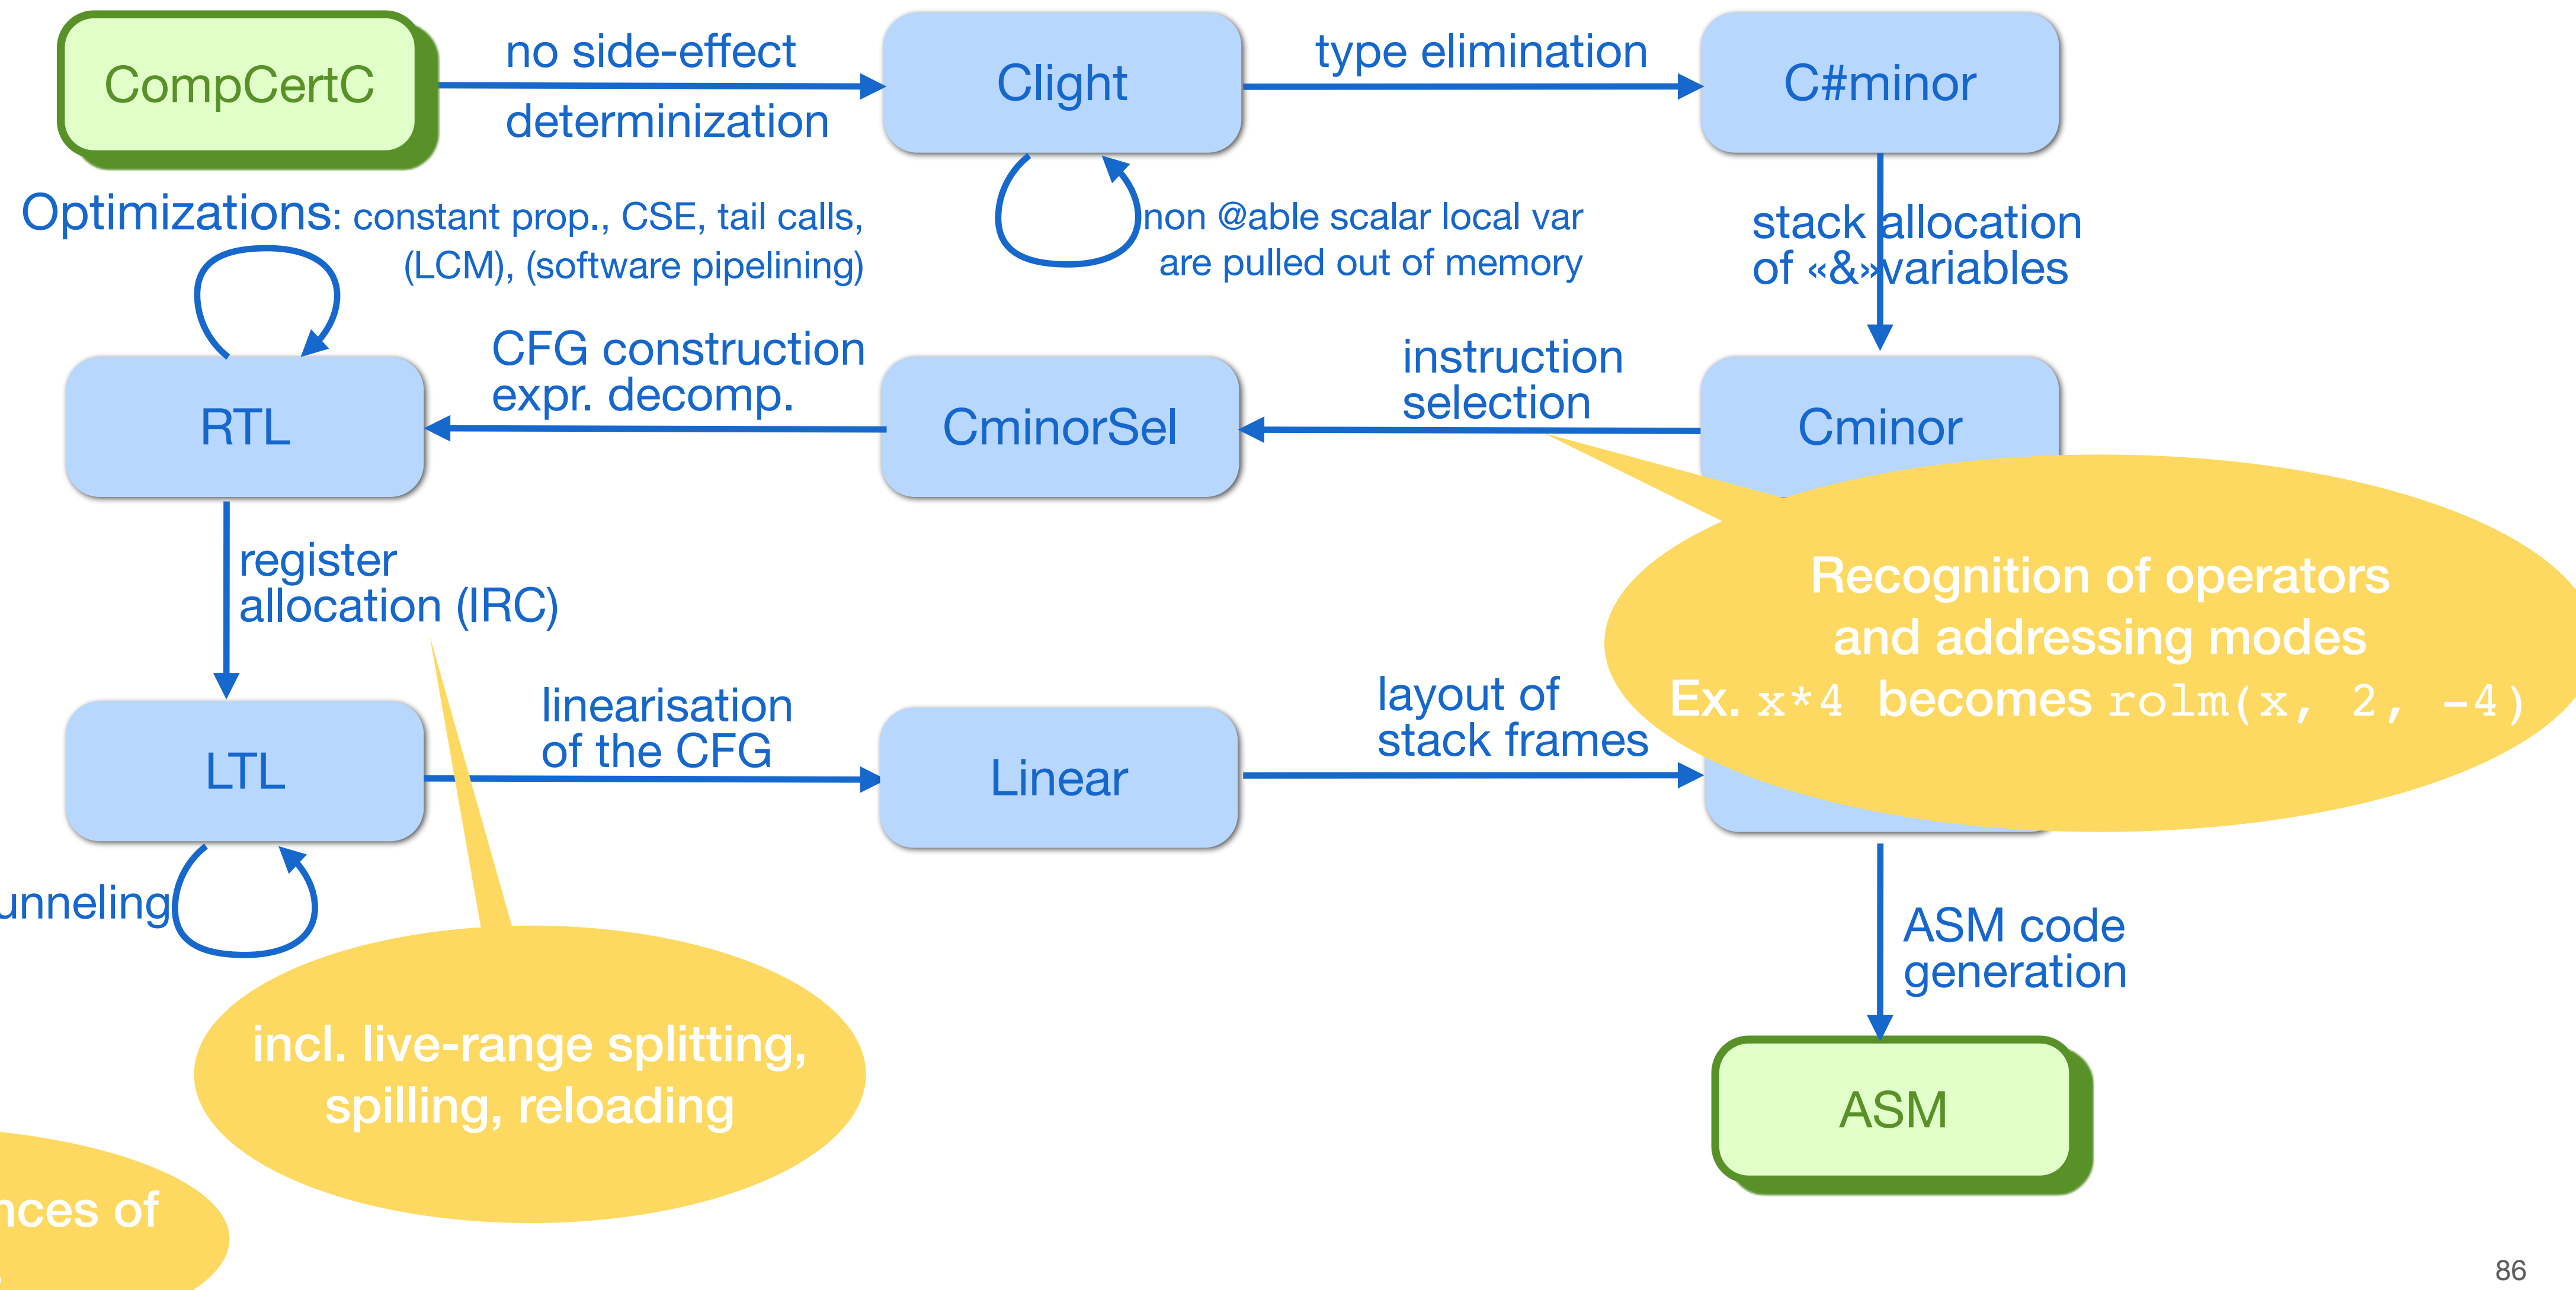 CompCertC
no side-effect
determinization
Clight
type elimination
C#minor
Optimizations: constant prop., CSE, tail calls,
(LCM), (software pipelining)
non @able scalar local var
are pulled out of memory
stack allocation
of «&»variables
RTL
CFG construction
expr. decomp.
CminorSel
instruction
selection
Cminor
Recognition of operators
and addressing modes
Ex. x*4 becomes rolm(x, 2, -4)
register
allocation (IRC)
LTL
linearisation
of the CFG
Linear
layout of
stack frames
unneling
ASM code
generation
incl. live-range splitting,
spilling, reloading
ASM
nces of
86